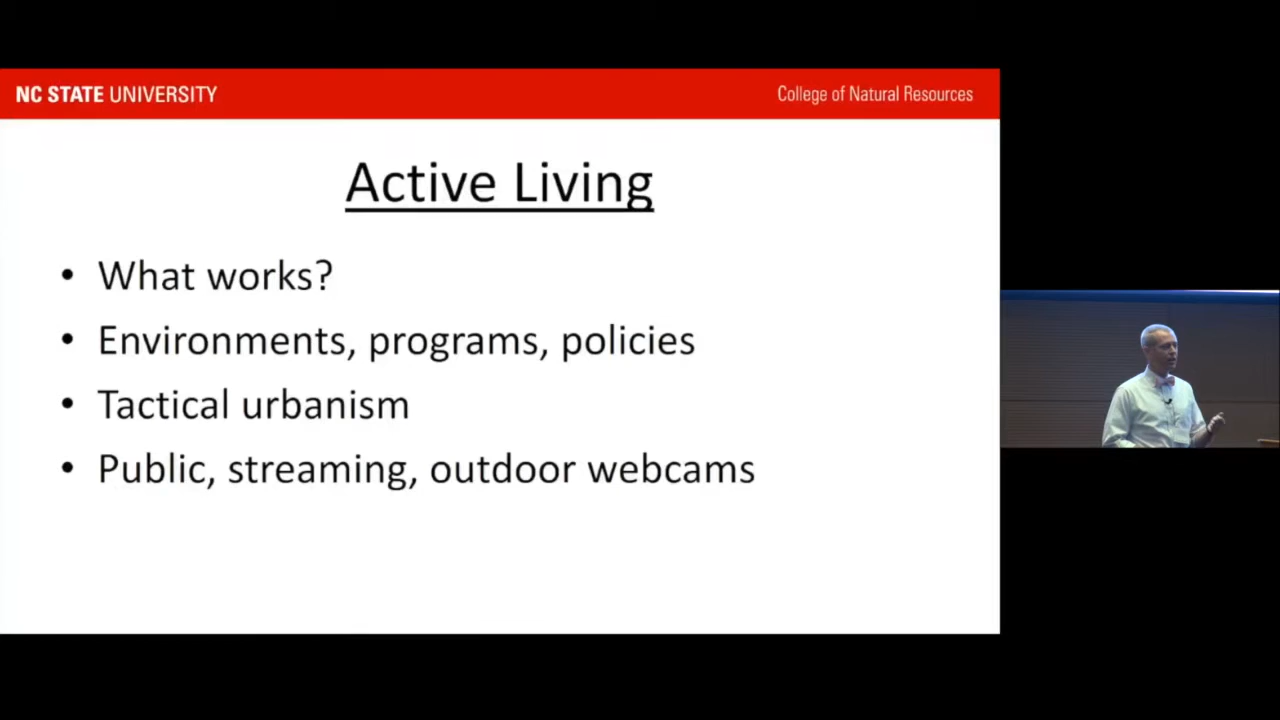 NC STATE UNIVERSITY
College of Natural Resources
Active Living
• What works?
• Environments, programs, policies
• Tactical urbanism
• Public, streaming, outdoor webcams